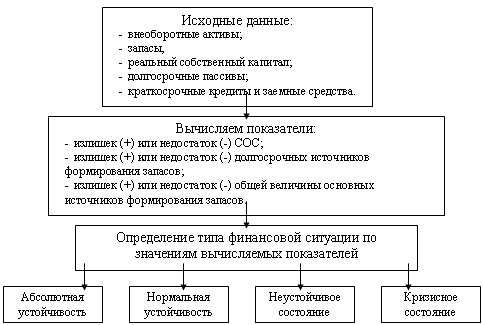 Исходные данные:
- внеоборотные активы;
- запасы;
- реальный собственный капитал;
- долгосрочные пассивы;
- краткосрочные кредиты и заемные средства.
Вычисляем показатели:
- излишек (+) или недостаток (-) СОС;
- излишек (+) или недостаток (-) долгосрочных источников
формирования запасов;
- излишек (+) или недостаток (-) общей величины основных
источников формирования запасов.
Определение типа финансовой ситуации по
значениям вычисляемых показателей
Абсолютная
устойчивость
Нормальная
устойчивость
Неустойчивое
состояние
Кризисное
состояние